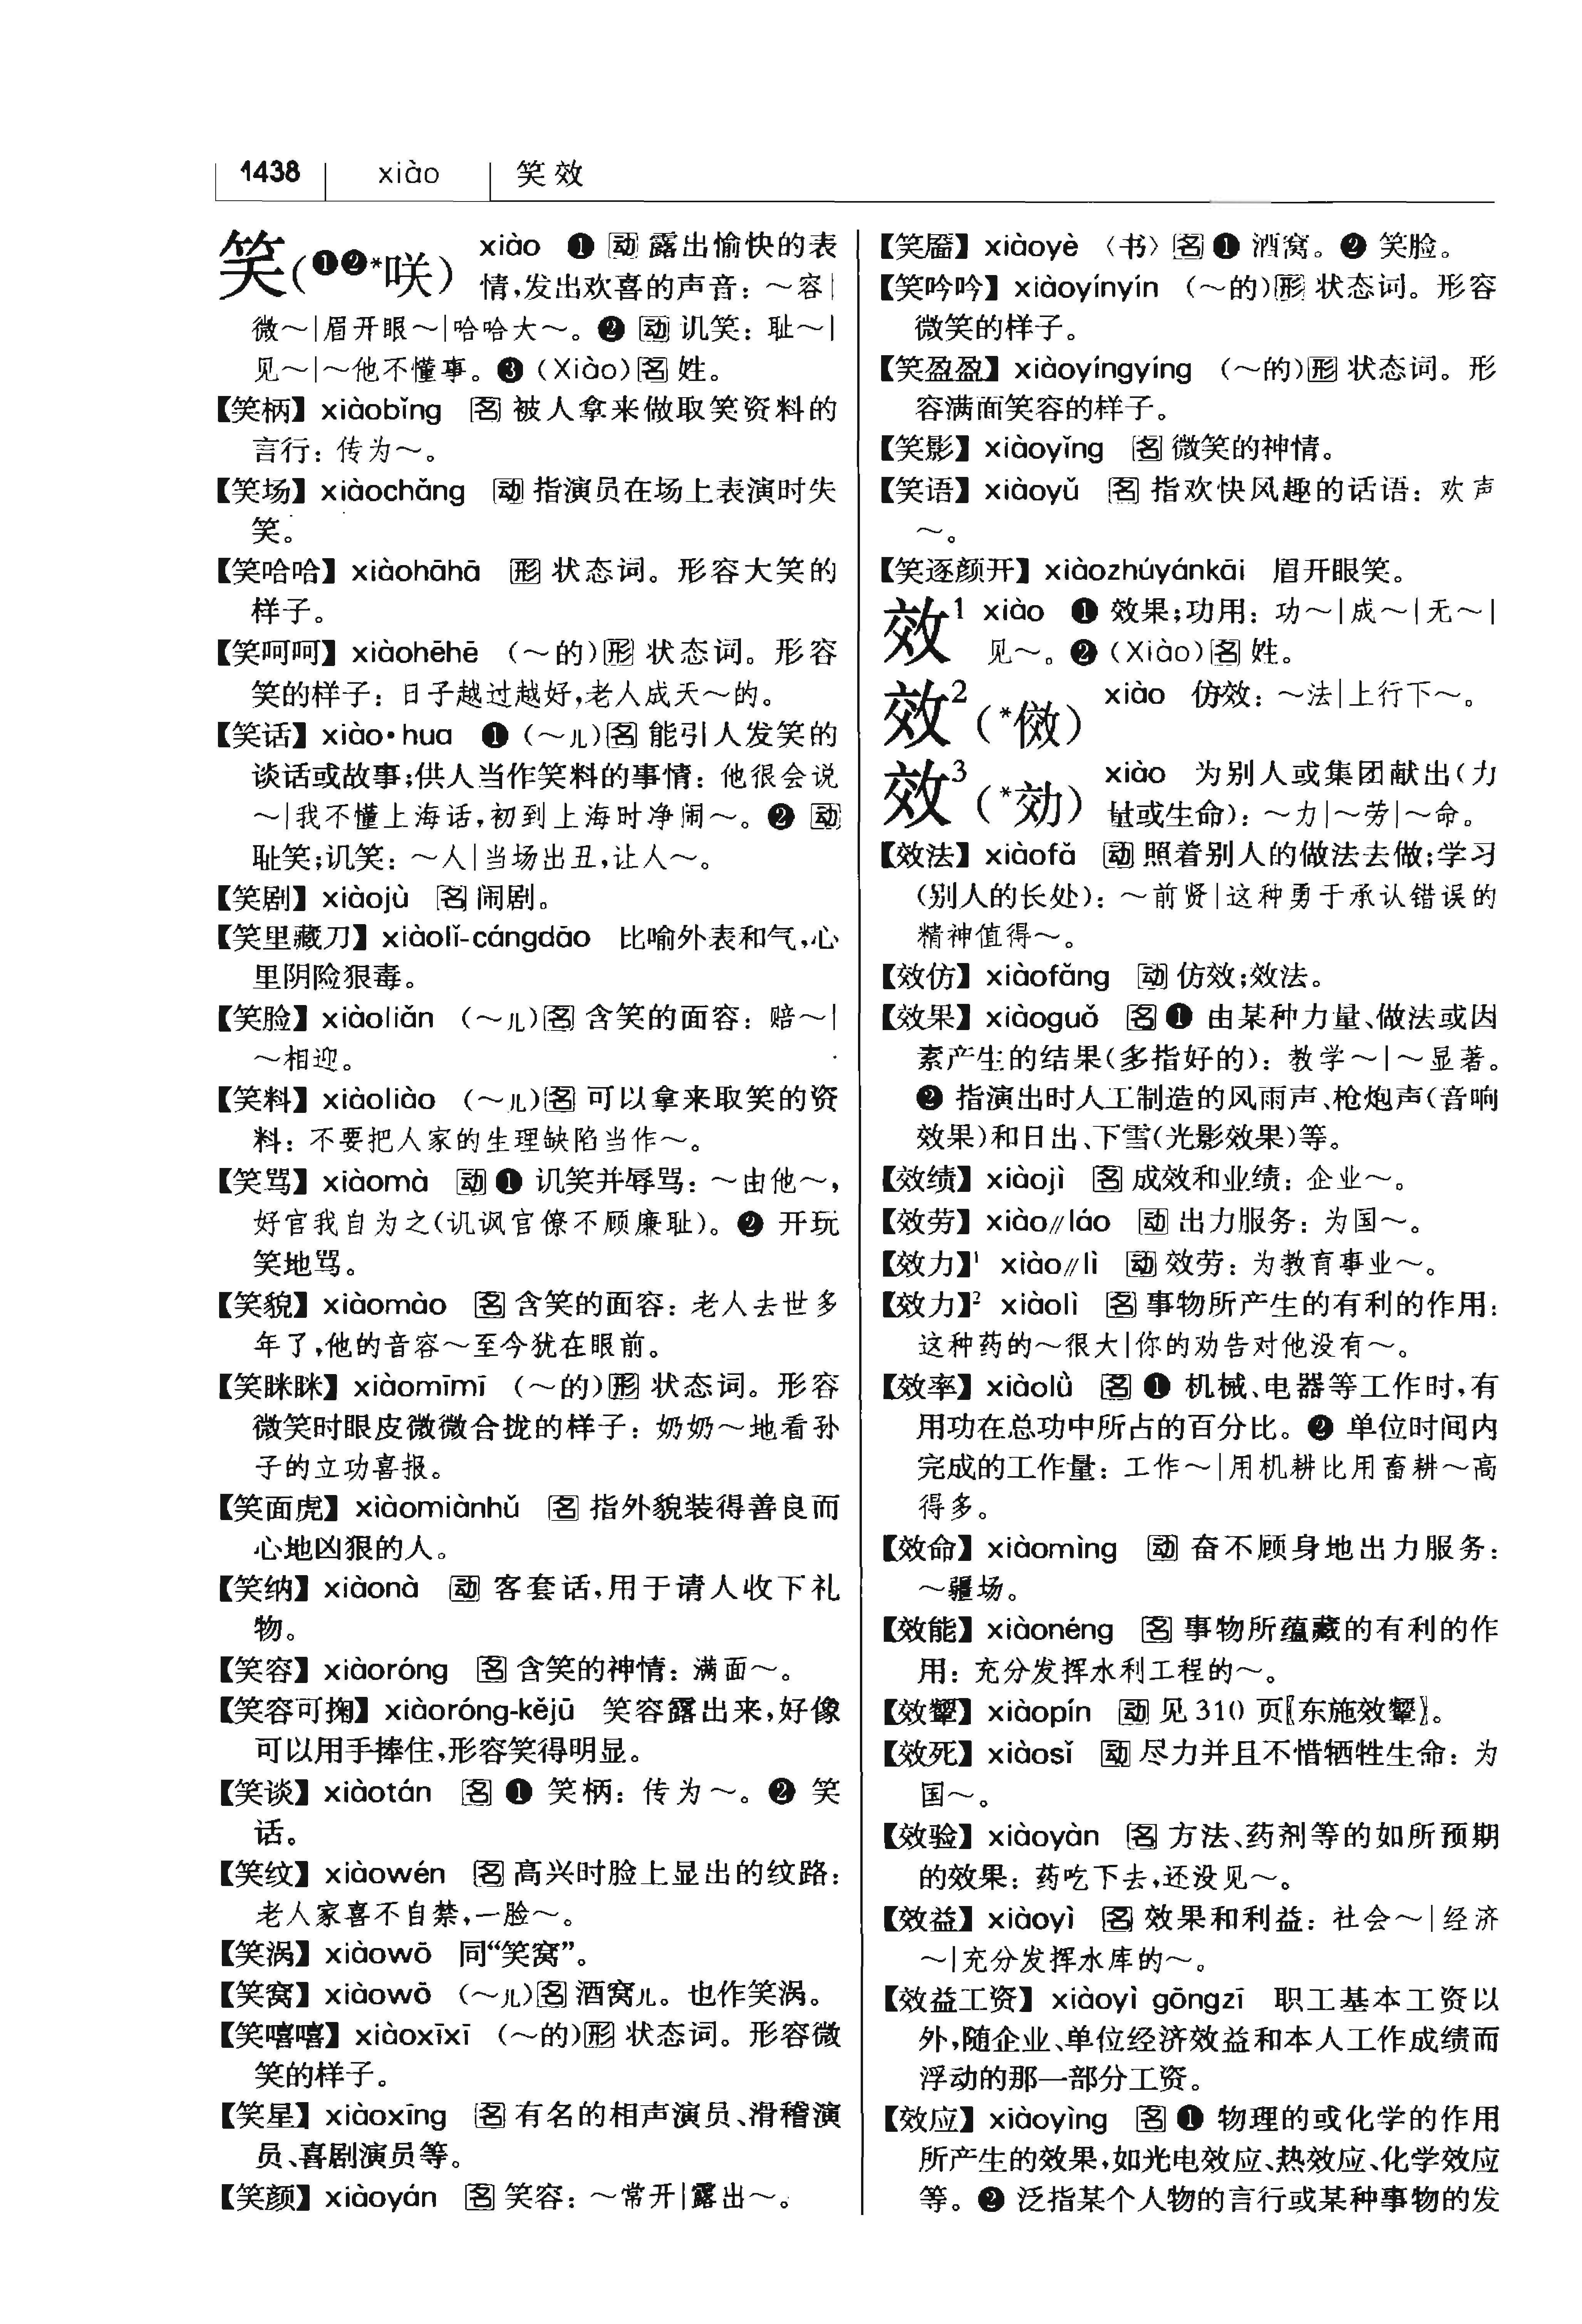 1438 xiào 笑效
笑(❶❷*咲) xiào ❶ 动 露出愉快的表
情,发出欢喜的声音：～容|
微～|眉开眼～|哈哈大～。❷ 动 讥笑：耻～|
见～|～他不懂事。❸(Xiào)名 姓。
【笑柄】xiàobǐng 名 被人拿来做取笑资料的
言行：传为～。
【笑场】xiàochǎng 动 指演员在场上表演时失
笑。
【笑哈哈】xiàohāhā 形 状态词。形容大笑的
样子。
【笑呵呵】xiàohēhē (～的)形 状态词。形容
笑的样子：日子越过越好,老人成天～的。
【笑话】xiào•hua ❶(～儿)名 能引人发笑的
谈话或故事;供人当作笑料的事情：他很会说
～|我不懂上海话,初到上海时净闹～。❷ 动
耻笑;讥笑：～人|当场出丑,让人～。
【笑剧】xiàojù 名 闹剧。
【笑里藏刀】xiàolǐ-cángdāo 比喻外表和气,心
里阴险狠毒。
【笑脸】xiàoliǎn (～儿)名 含笑的面容：赔～|
～相迎。
【笑料】xiàoliào (～儿)名 可以拿来取笑的资
料：不要把人家的生理缺陷当作～。
【笑骂】xiàomà 动 ❶ 讥笑并辱骂：～由他～,
好官我自为之(讥讽官僚不顾廉耻)。❷ 开玩
笑地骂。
【笑貌】xiàomào 名 含笑的面容：老人去世多
年了,他的音容～至今犹在眼前。
【笑眯眯】xiàomīmī (～的)形 状态词。形容
微笑时眼皮微微合拢的样子：奶奶～地看孙
子的立功喜报。
【笑面虎】xiàomiànhǔ 名 指外貌装得善良而
心地凶狠的人。
【笑纳】xiàonà 动 客套话,用于请人收下礼
物。
【笑容】xiàoróng 名 含笑的神情：满面～。
【笑容可掬】xiàoróng-kějū 笑容露出来,好像
可以用手捧住,形容笑得明显。
【笑谈】xiàotán 名 ❶ 笑柄：传为～。❷ 笑
话。
【笑纹】xiàowén 名 高兴时脸上显出的纹路：
老人家喜不自禁,一脸～。
【笑涡】xiàowō 同“笑窝”。
【笑窝】xiàowō (～儿)名 酒窝儿。也作笑涡。
【笑嘻嘻】xiàoxīxī (～的)形 状态词。形容微
笑的样子。
【笑星】xiàoxīng 名 有名的相声演员、滑稽演
员、喜剧演员等。
【笑颜】xiàoyán 名 笑容：～常开|露出～。
【笑靥】xiàoyè 〈书〉名 ❶ 酒窝。❷ 笑脸。
【笑吟吟】xiàoyínyín (～的)形 状态词。形容
微笑的样子。
【笑盈盈】xiàoyíngyíng (～的)形 状态词。形
容满面笑容的样子。
【笑影】xiàoyǐng 名 微笑的神情。
【笑语】xiàoyǔ 名 指欢快风趣的话语：欢声
～。
【笑逐颜开】xiàozhúyánkāi 眉开眼笑。
效1 xiào ❶ 效果;功用：功～|成～|无～|
见～。❷(Xiào)名 姓。
效2(*傚) xiào 仿效：～法|上行下～。
效3(*効) xiào 为别人或集团献出(力
量或生命)：～力|～劳|～命。
【效法】xiàofǎ 动 照着别人的做法去做;学习
(别人的长处)：～前贤|这种勇于承认错误的
精神值得～。
【效仿】xiàofǎng 动 仿效;效法。
【效果】xiàoguǒ 名 ❶ 由某种力量、做法或因
素产生的结果(多指好的)：教学～|～显著。
❷ 指演出时人工制造的风雨声、枪炮声(音响
效果)和日出、下雪(光影效果)等。
【效绩】xiàojì 名 成效和业绩：企业～。
【效劳】xiào//láo 动 出力服务：为国～。
【效力】1 xiào//lì 动 效劳：为教育事业～。
【效力】2 xiàolì 名 事物所产生的有利的作用：
这种药的～很大|你的劝告对他没有～。
【效率】xiàolǜ 名 ❶ 机械、电器等工作时,有
用功在总功中所占的百分比。❷ 单位时间内
完成的工作量：工作～|用机耕比用畜耕～高
得多。
【效命】xiàomìng 动 奋不顾身地出力服务：
～疆场。
【效能】xiàonéng 名 事物所蕴藏的有利的作
用：充分发挥水利工程的～。
【效颦】xiàopín 动 见310页〖东施效颦〗。
【效死】xiàosǐ 动 尽力并且不惜牺牲生命：为
国～。
【效验】xiàoyàn 名 方法、药剂等的如所预期
的效果：药吃下去,还没见～。
【效益】xiàoyì 名 效果和利益：社会～|经济
～|充分发挥水库的～。
【效益工资】xiàoyì gōngzī 职工基本工资以
外,随企业、单位经济效益和本人工作成绩而
浮动的那一部分工资。
【效应】xiàoyìng 名 ❶ 物理的或化学的作用
所产生的效果,如光电效应、热效应、化学效应
等。❷ 泛指某个人物的言行或某种事物的发